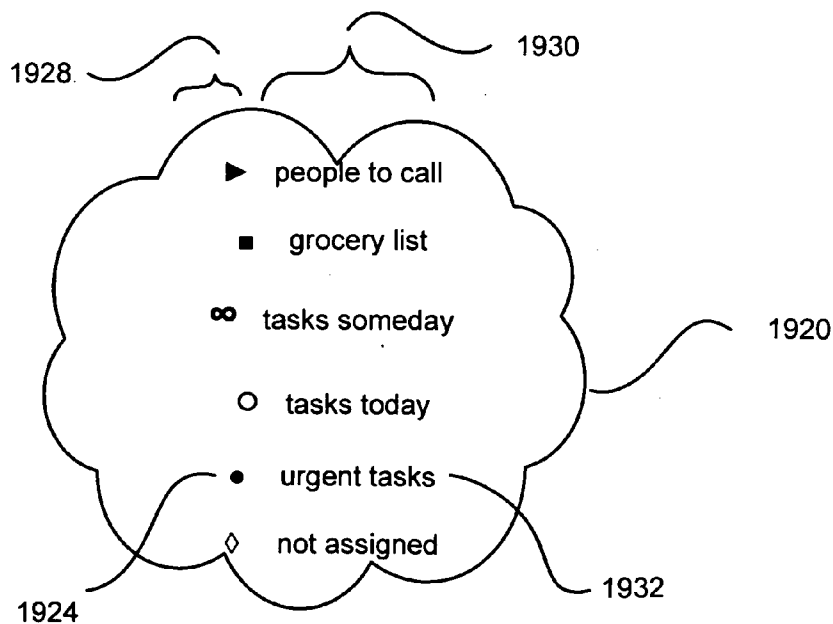 1930
1928
▶ people to call
■ grocery list
∞ tasks someday
1920
○ tasks today
● urgent tasks
◊ not assigned
1932
1924